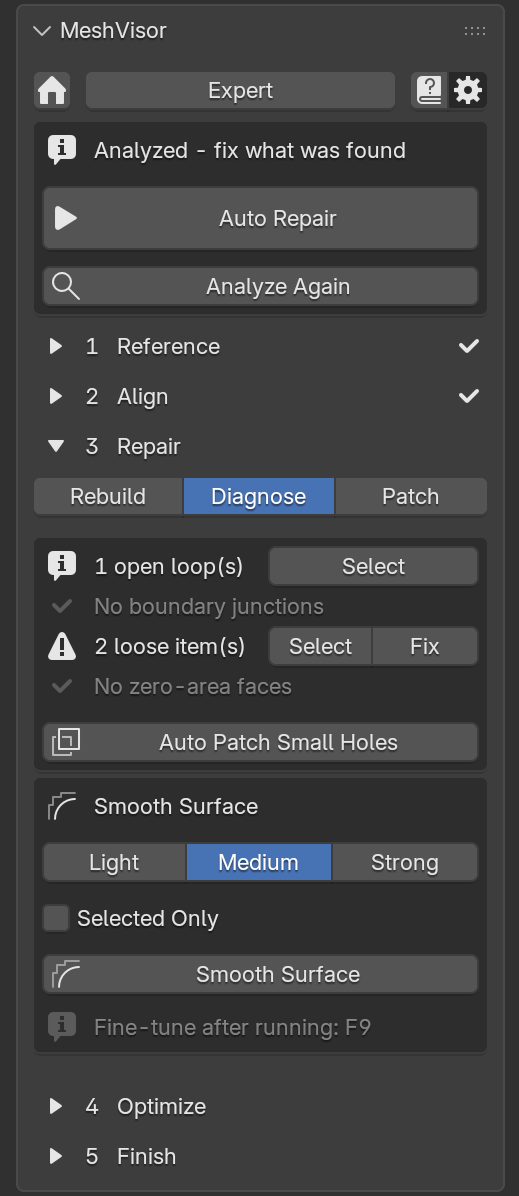 MeshVisor
Expert
Analyzed - fix what was found
Auto Repair
Analyze Again
1 Reference
2 Align
3 Repair
Rebuild Diagnose Patch
1 open loop(s) Select
No boundary junctions
2 loose item(s) Select Fix
No zero-area faces
Auto Patch Small Holes
Smooth Surface
Light Medium Strong
Selected Only
Smooth Surface
Fine-tune after running: F9
4 Optimize
5 Finish